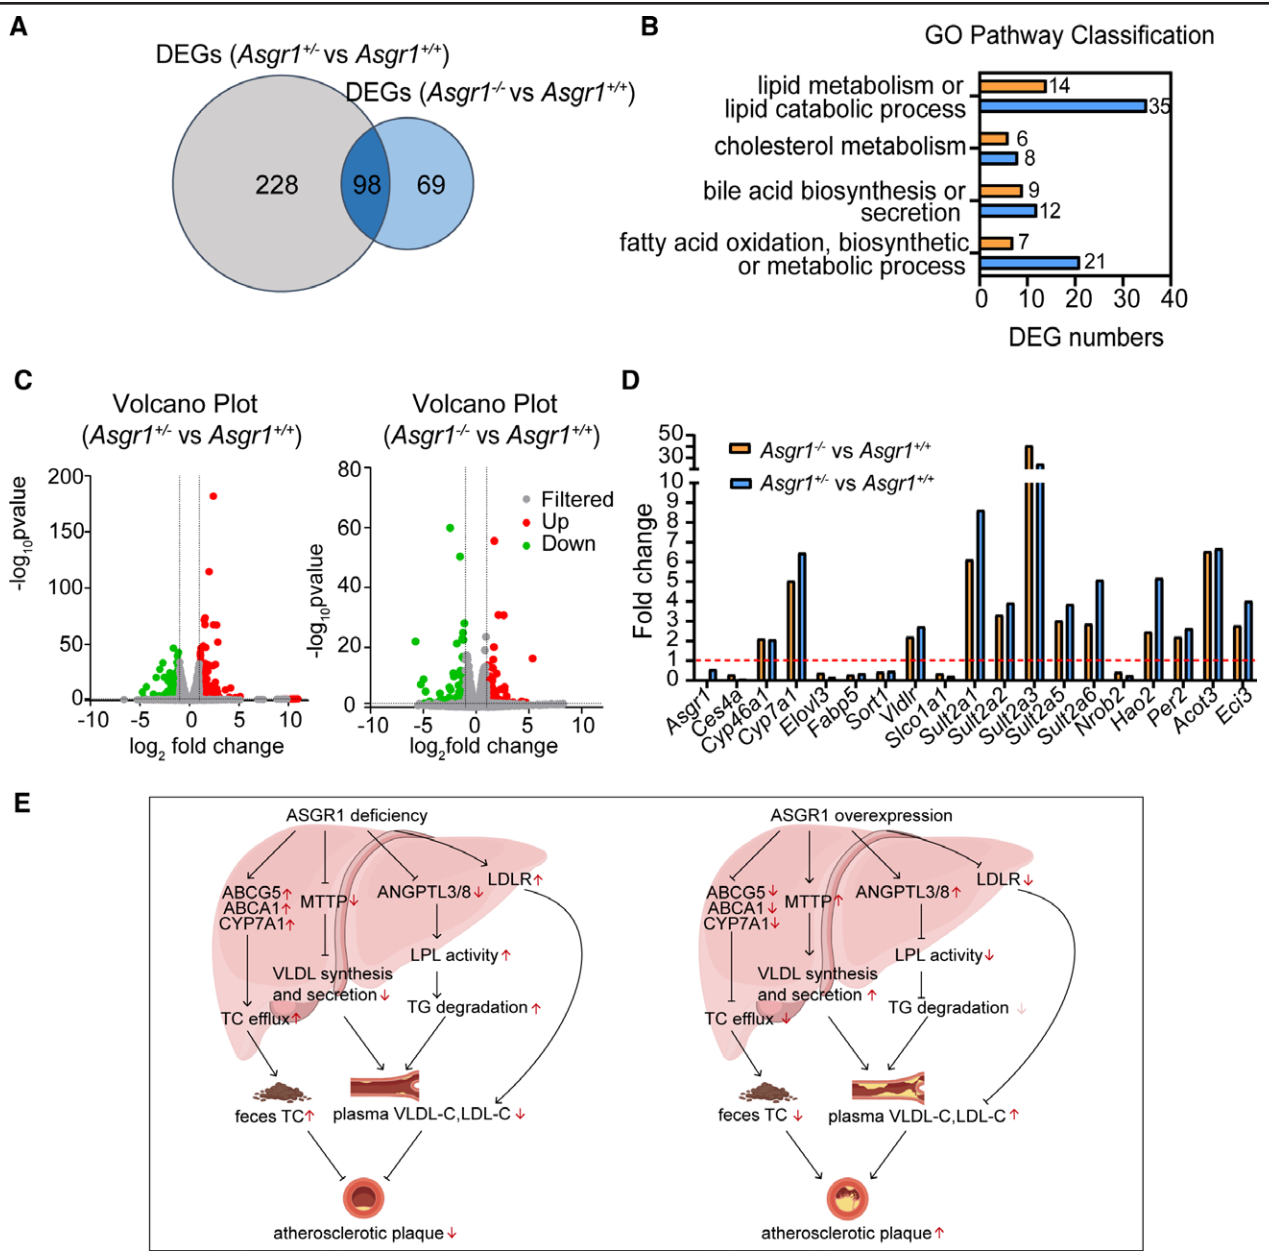 A
DEGs (Asgr1+/- vs Asgr1+/+)
DEGs (Asgr1-/- vs Asgr1+/+)
228
98
69
B
GO Pathway Classification
lipid metabolism or
lipid catabolic process
14
35
cholesterol metabolism
6
8
bile acid biosynthesis or
secretion
9
12
fatty acid oxidation, biosynthetic
or metabolic process
7
21
0 10 20 30 40
DEG numbers
C
Volcano Plot
(Asgr1+/- vs Asgr1+/+)
-log10pvalue
200
150
100
50
0
-10 -5 0 5 10
log2 fold change
Volcano Plot
(Asgr1-/- vs Asgr1+/+)
-log10pvalue
80
60
40
20
0
-10 -5 0 5 10
log2fold change
Filtered
Up
Down
D
Fold change
50
30
10
9
8
7
6
5
4
3
2
1
0
Asgr1-/- vs Asgr1+/+
Asgr1+/- vs Asgr1+/+
Asgr1
Ces4a
Cyp46a1
Cyp7a1
Elovl3
Fabp5
Sort1
Vldlr
Slco1a1
Sult2a1
Sult2a2
Sult2a3
Sult2a5
Sult2a6
Nrob2
Hao2
Per2
Acot3
Eci3
E
ASGR1 deficiency
ABCG5↑
ABCA1↑
CYP7A1↑
MTTP↓
ANGPTL3/8↓
LDLR↑
LPL activity↑
VLDL synthesis
and secretion↓
TG degradation↑
TC efflux↑
feces TC↑
plasma VLDL-C,LDL-C↓
atherosclerotic plaque↓
ASGR1 overexpression
ABCG5↓
ABCA1↓
CYP7A1↓
MTTP↑
ANGPTL3/8↑
LDLR↓
LPL activity↓
VLDL synthesis
and secretion↑
TG degradation↓
TC efflux↓
feces TC↓
plasma VLDL-C,LDL-C↑
atherosclerotic plaque↑